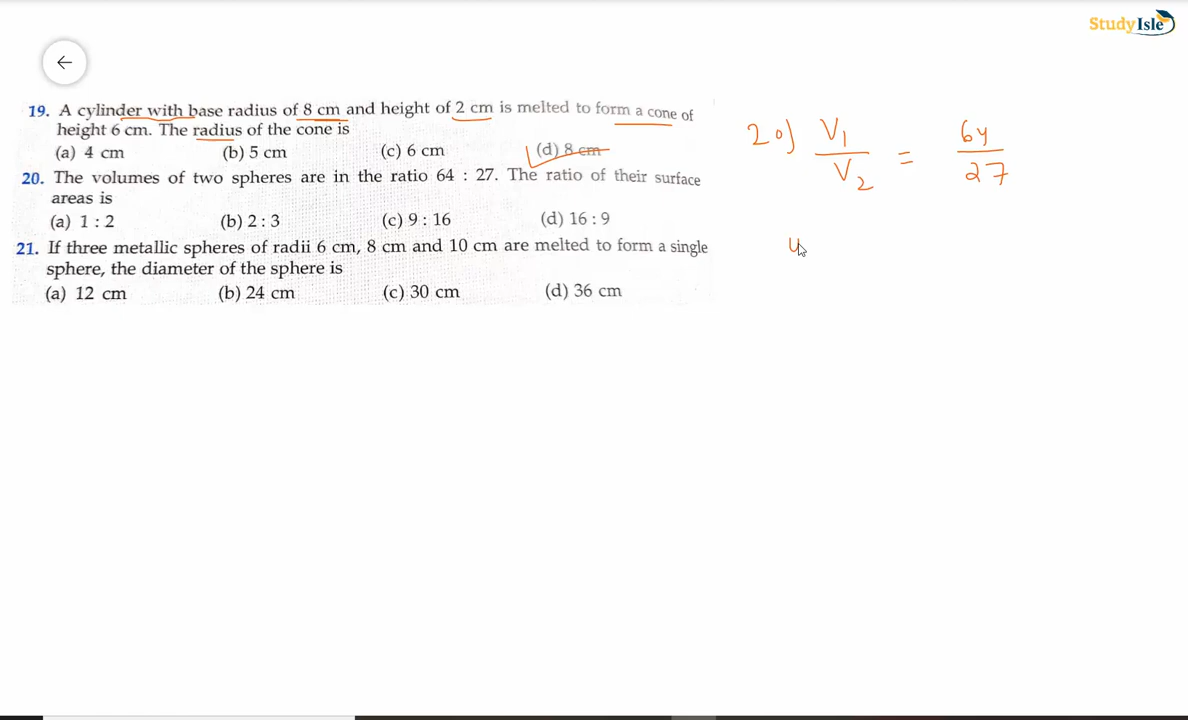 StudyIsle
19. A cylinder with base radius of 8 cm and height of 2 cm is melted to form a cone of
height 6 cm. The radius of the cone is
(a) 4 cm (b) 5 cm (c) 6 cm (d) 8 cm
20. The volumes of two spheres are in the ratio 64 : 27. The ratio of their surface
areas is
(a) 1 : 2 (b) 2 : 3 (c) 9 : 16 (d) 16 : 9
21. If three metallic spheres of radii 6 cm, 8 cm and 10 cm are melted to form a single
sphere, the diameter of the sphere is
(a) 12 cm (b) 24 cm (c) 30 cm (d) 36 cm
20) V1 / V2 = 64 / 27
4